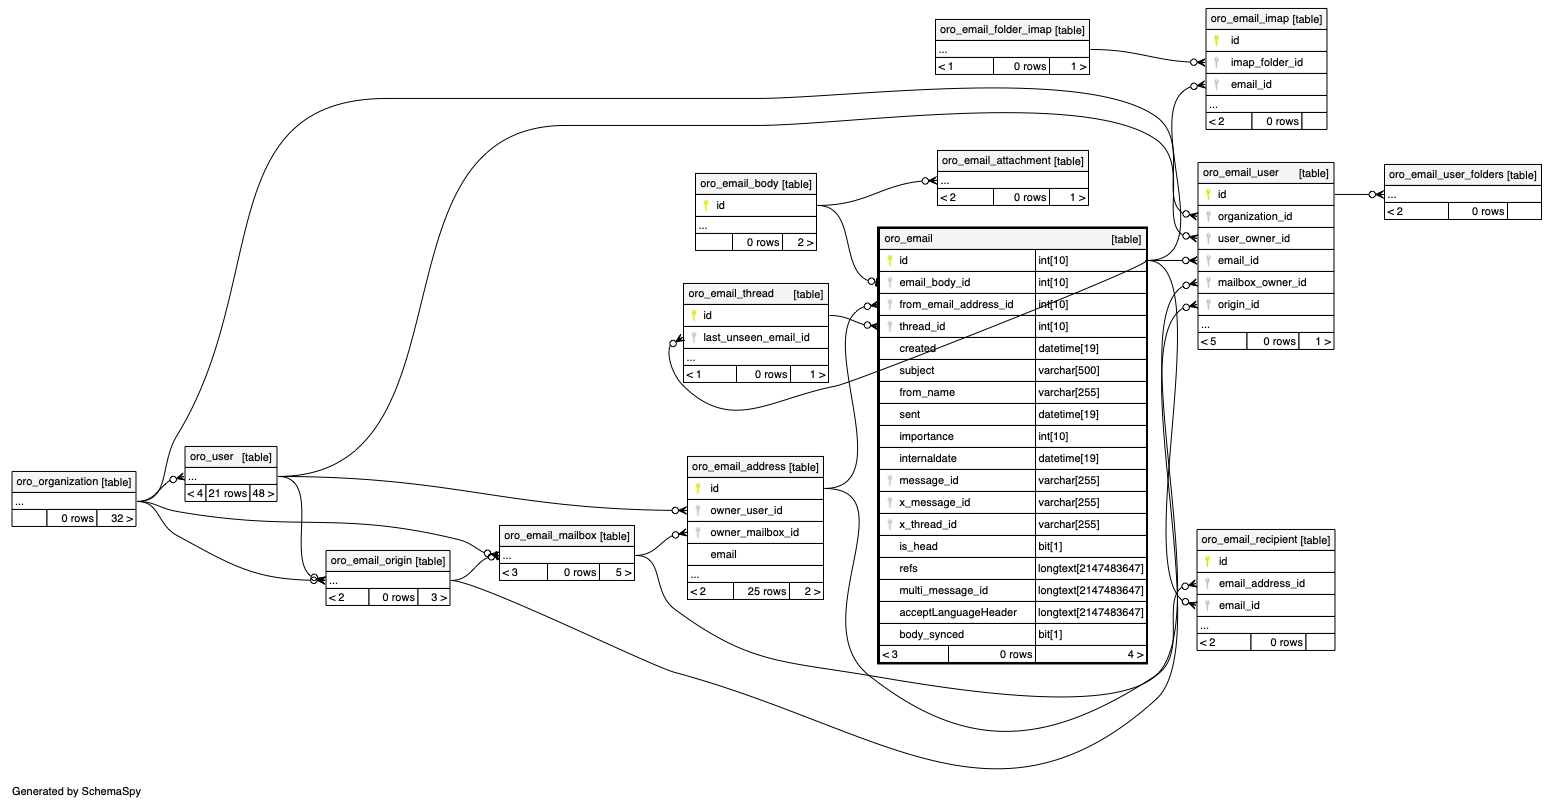 oro_email_folder_imap [table]
...
< 1 0 rows 1 >
oro_email_imap [table]
id
imap_folder_id
email_id
...
< 2 0 rows
oro_email_body [table]
id
...
0 rows 2 >
oro_email_attachment [table]
...
< 2 0 rows 1 >
oro_email_user [table]
id
organization_id
user_owner_id
email_id
mailbox_owner_id
origin_id
...
< 5 0 rows 1 >
oro_email_user_folders [table]
...
< 2 0 rows
oro_email_thread [table]
id
last_unseen_email_id
...
< 1 0 rows 1 >
oro_email [table]
id int[10]
email_body_id int[10]
from_email_address_id int[10]
thread_id int[10]
created datetime[19]
subject varchar[500]
from_name varchar[255]
sent datetime[19]
importance int[10]
internaldate datetime[19]
message_id varchar[255]
x_message_id varchar[255]
x_thread_id varchar[255]
is_head bit[1]
refs longtext[2147483647]
multi_message_id longtext[2147483647]
acceptLanguageHeader longtext[2147483647]
body_synced bit[1]
< 3 0 rows 4 >
oro_organization [table]
...
0 rows 32 >
oro_user [table]
...
< 4 21 rows 48 >
oro_email_origin [table]
...
< 2 0 rows 3 >
oro_email_mailbox [table]
...
< 3 0 rows 5 >
oro_email_address [table]
id
owner_user_id
owner_mailbox_id
email
...
< 2 25 rows 2 >
oro_email_recipient [table]
id
email_address_id
email_id
...
< 2 0 rows
Generated by SchemaSpy